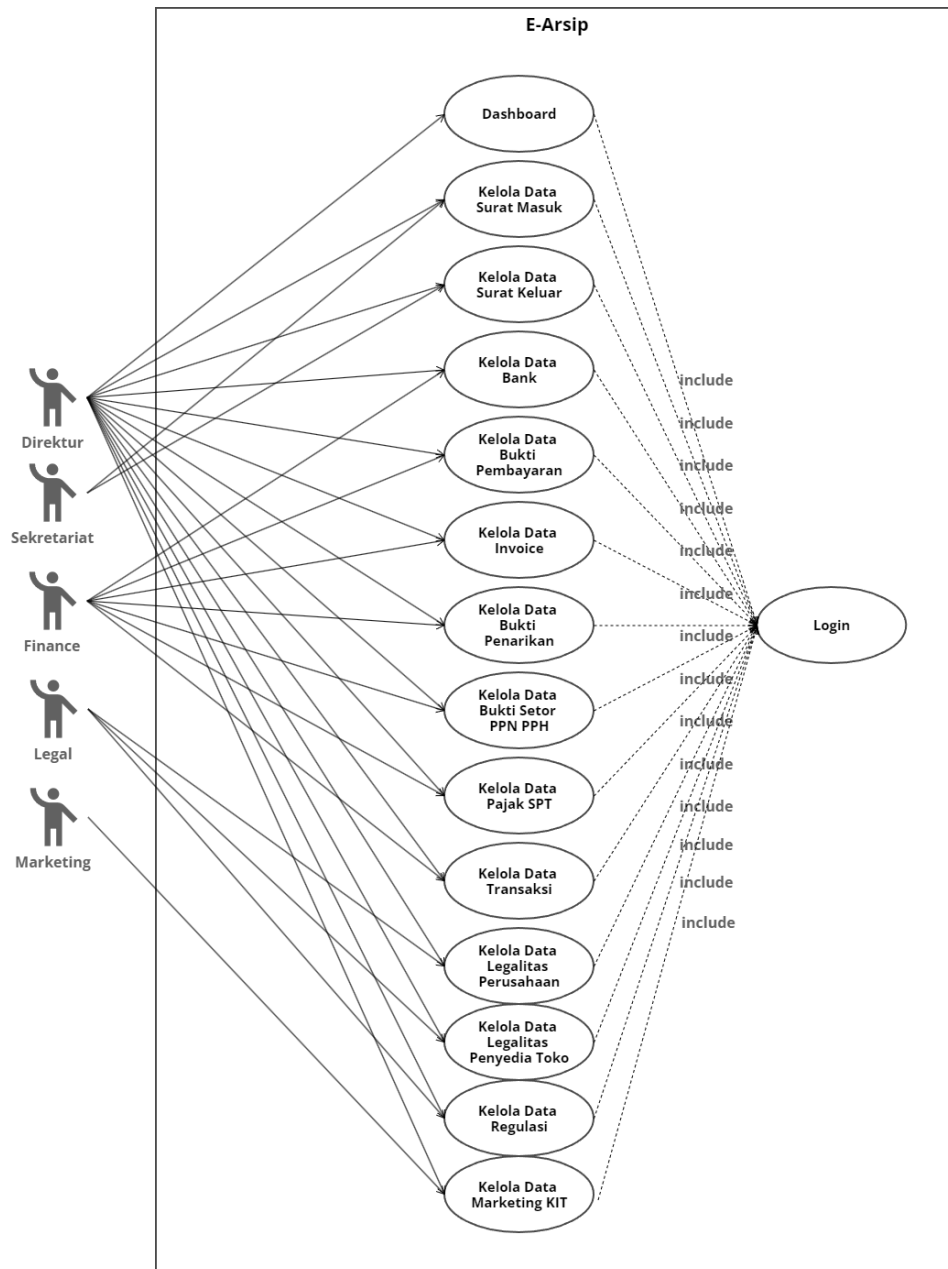 E-Arsip
Dashboard
Kelola Data
Surat Masuk
Kelola Data
Surat Keluar
Kelola Data
Bank
Kelola Data
Bukti
Pembayaran
Kelola Data
Invoice
Kelola Data
Bukti
Penarikan
Kelola Data
Bukti Setor
PPN PPH
Kelola Data
Pajak SPT
Kelola Data
Transaksi
Kelola Data
Legalitas
Perusahaan
Kelola Data
Legalitas
Penyedia Toko
Kelola Data
Regulasi
Kelola Data
Marketing KIT
Direktur
Sekretariat
Finance
Legal
Marketing
include
include
include
include
include
include
include
include
include
include
include
include
include
include
Login